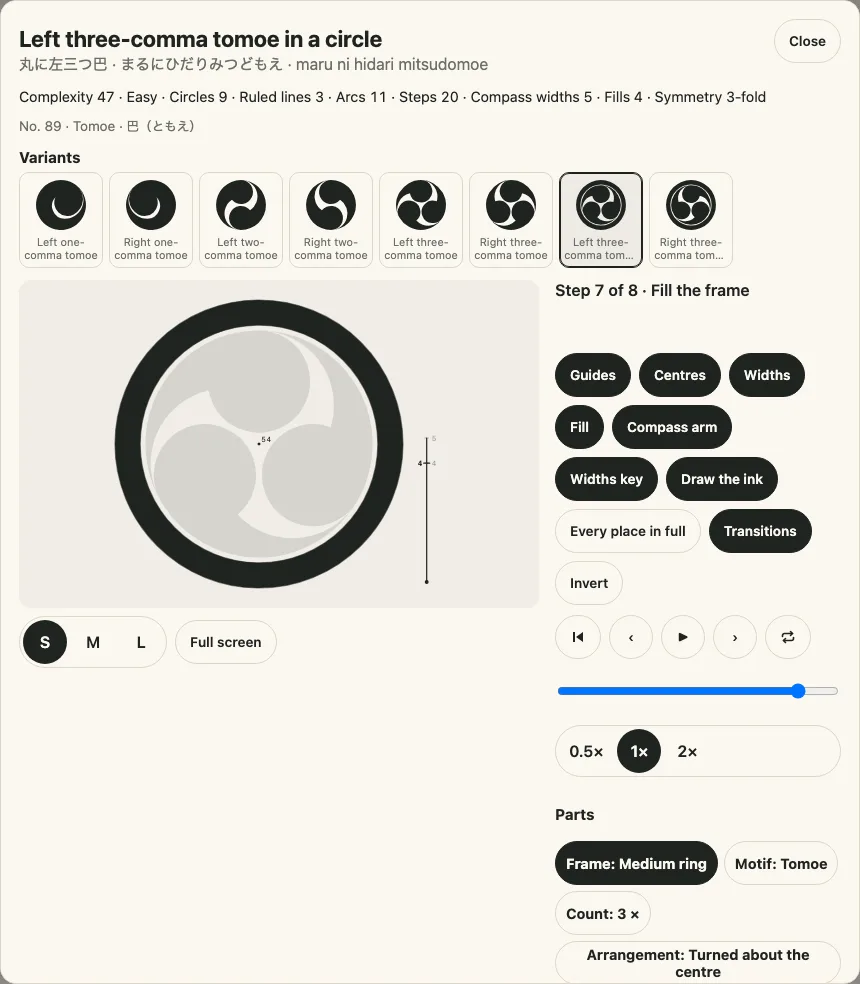 Left three-comma tomoe in a circle
Close
丸に左三つ巴 · まるにひだりみつどもえ · maru ni hidari mitsudomoe
Complexity 47 · Easy · Circles 9 · Ruled lines 3 · Arcs 11 · Steps 20 · Compass widths 5 · Fills 4 · Symmetry 3-fold
No. 89 · Tomoe · 巴（ともえ）
Variants
Left one-
comma tomoe
Right one-
comma tomoe
Left two-
comma tomoe
Right two-
comma tomoe
Left three-
comma tomoe
Right three-
comma tomoe
Left three-
comma tom...
Right three-
comma tom...
54
5
4 4
Step 7 of 8 · Fill the frame
Guides Centres Widths
Fill Compass arm
Widths key Draw the ink
Every place in full Transitions
Invert
S M L Full screen
0.5× 1× 2×
Parts
Frame: Medium ring Motif: Tomoe
Count: 3 ×
Arrangement: Turned about the
centre